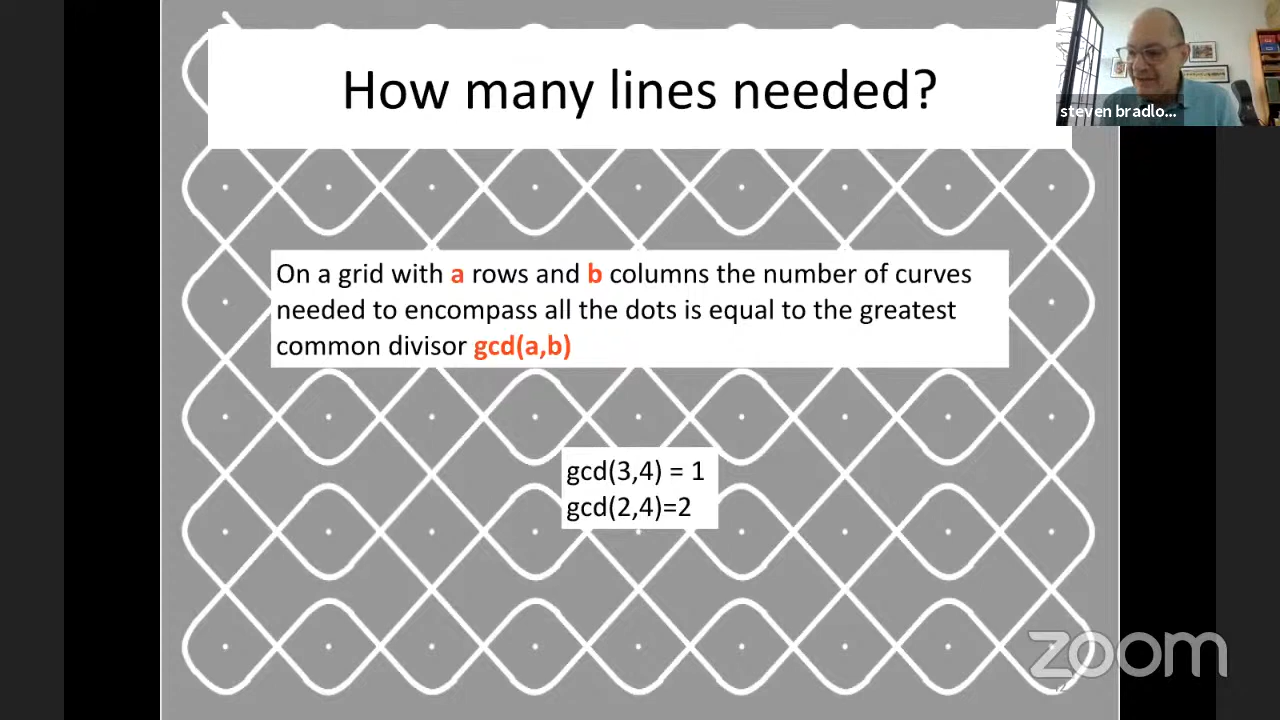 How many lines needed?
steven bradlo...
On a grid with a rows and b columns the number of curves
needed to encompass all the dots is equal to the greatest
common divisor gcd(a,b)
gcd(3,4) = 1
gcd(2,4)=2
zoom
12